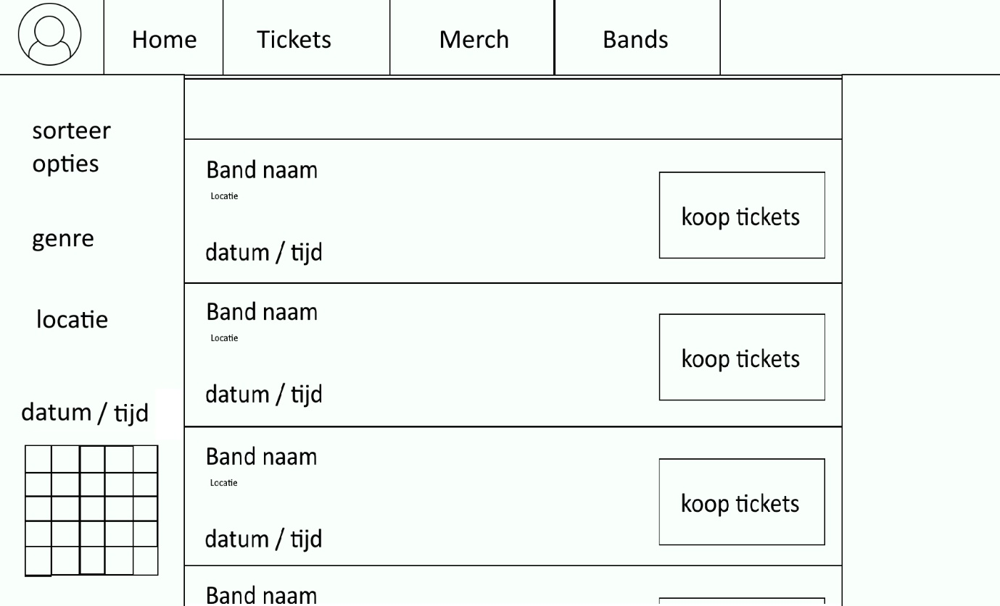 Home
Tickets
Merch
Bands
sorteer
opties
genre
locatie
datum / tijd
Band naam
Locatie
datum / tijd
koop tickets
Band naam
Locatie
datum / tijd
koop tickets
Band naam
Locatie
datum / tijd
koop tickets
Band naam